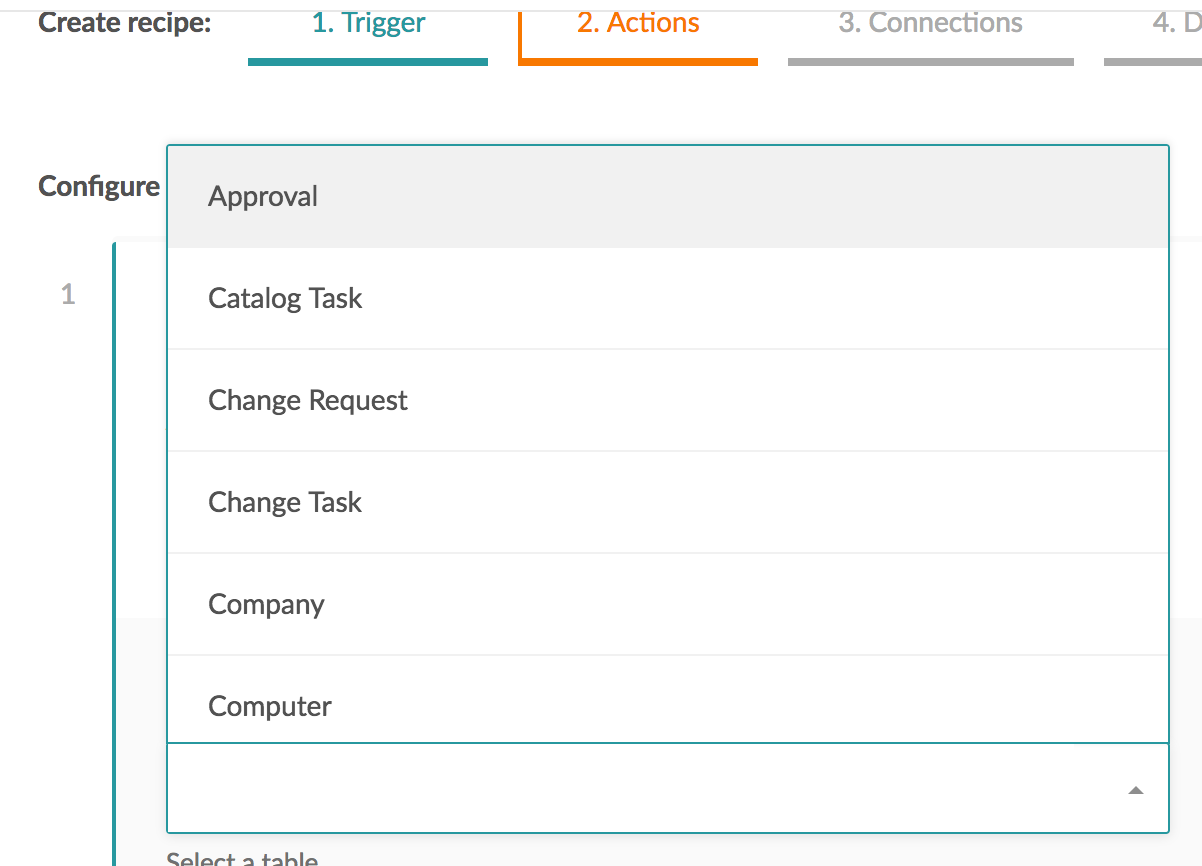 Create recipe:
1. Trigger
2. Actions
3. Connections
4. D
Configure
Approval
1
Catalog Task
Change Request
Change Task
Company
Computer
Select a table